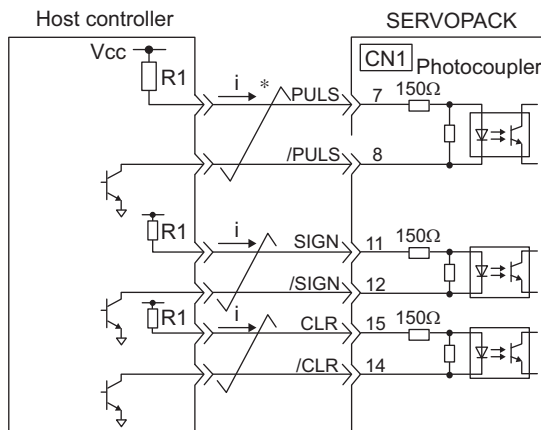 Host controller SERVOPACK
Vcc CN1 Photocoupler
R1 i * PULS 7 150Ω
/PULS 8
R1 i SIGN 11 150Ω
/SIGN 12
R1 i CLR 15 150Ω
/CLR 14